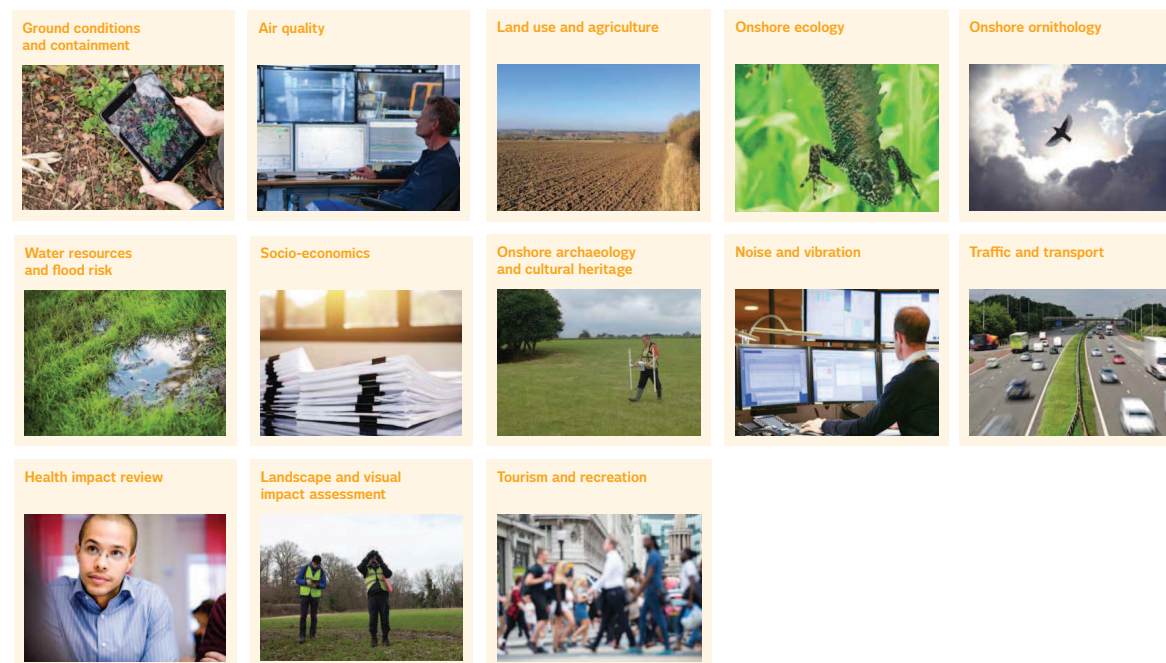 Ground conditions
and containment
Air quality
Land use and agriculture
Onshore ecology
Onshore ornithology
Water resources
and flood risk
Socio-economics
Onshore archaeology
and cultural heritage
Noise and vibration
Traffic and transport
Health impact review
Landscape and visual
impact assessment
Tourism and recreation